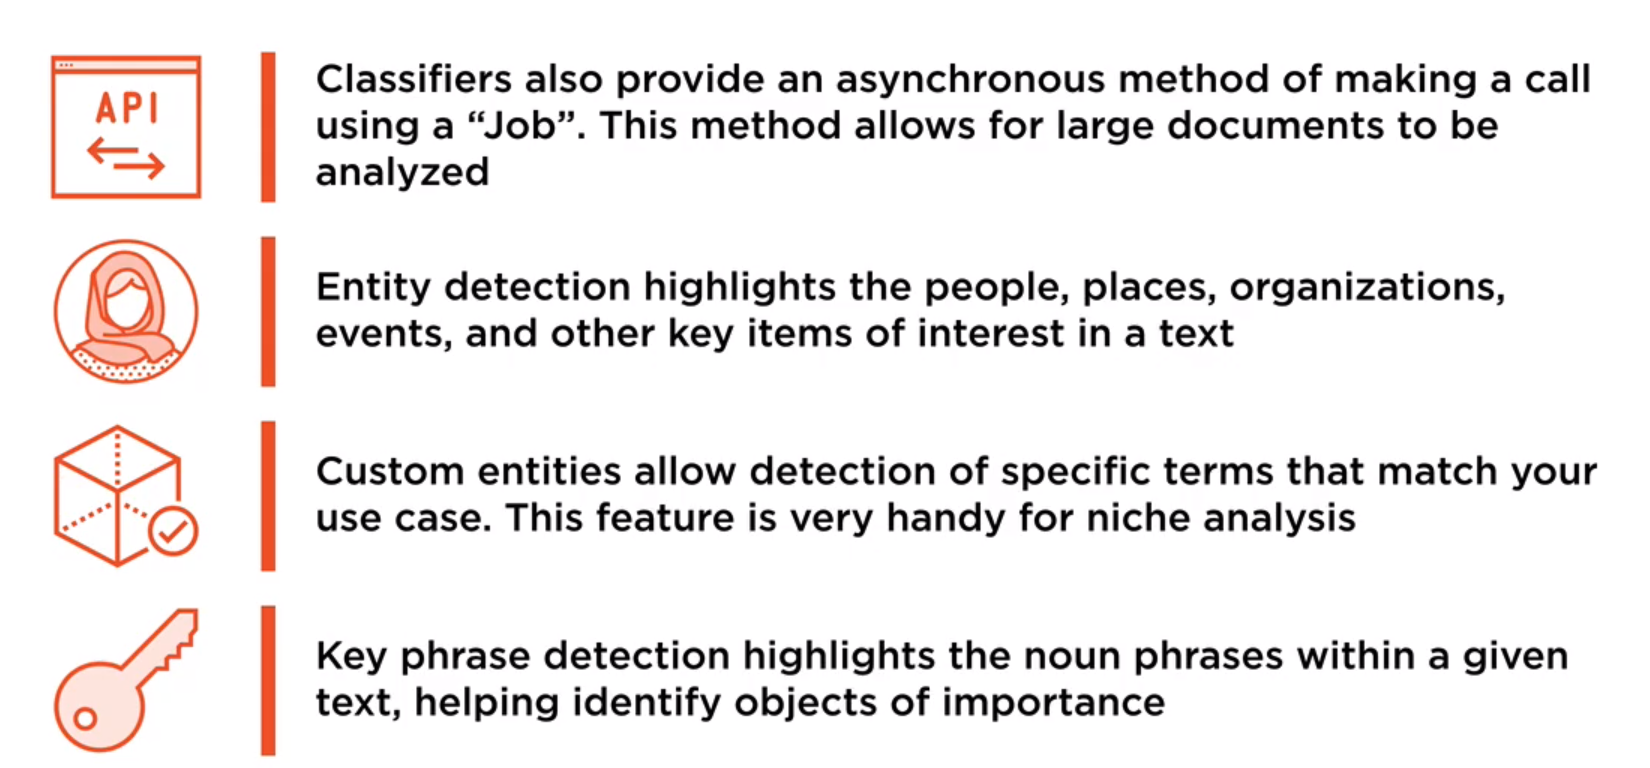 API
Classifiers also provide an asynchronous method of making a call
using a “Job”. This method allows for large documents to be
analyzed
Entity detection highlights the people, places, organizations,
events, and other key items of interest in a text
Custom entities allow detection of specific terms that match your
use case. This feature is very handy for niche analysis
Key phrase detection highlights the noun phrases within a given
text, helping identify objects of importance